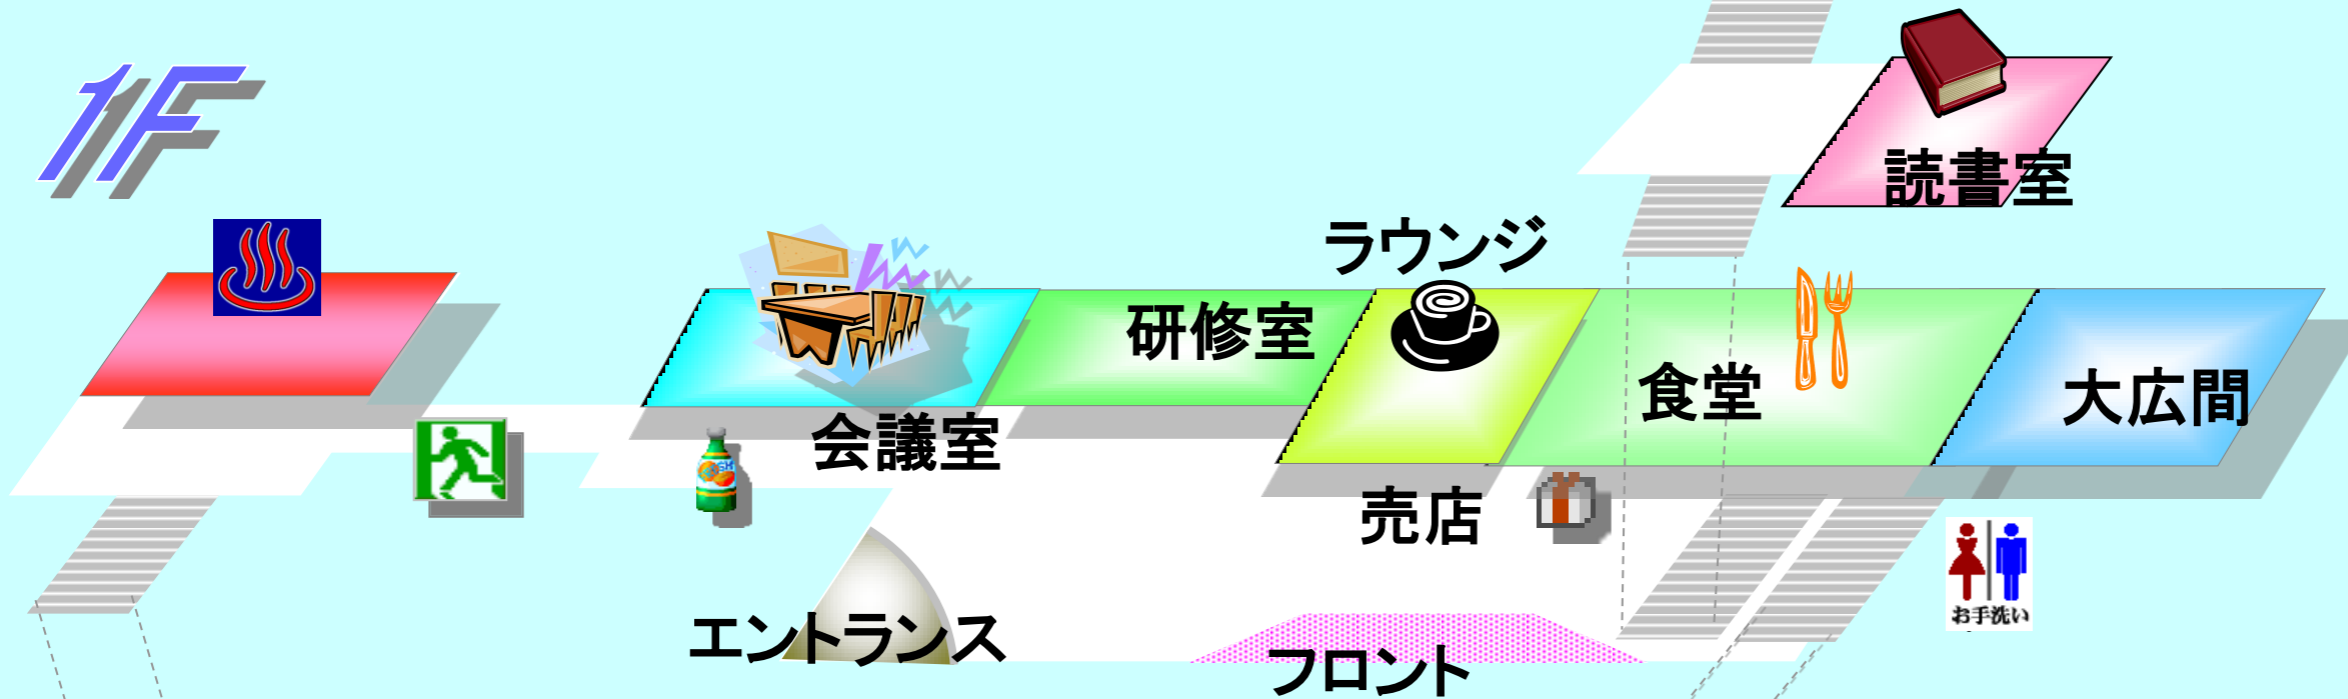 1F
読書室
ラウンジ
研修室
食堂
大広間
会議室
売店
お手洗い
エントランス
フロント